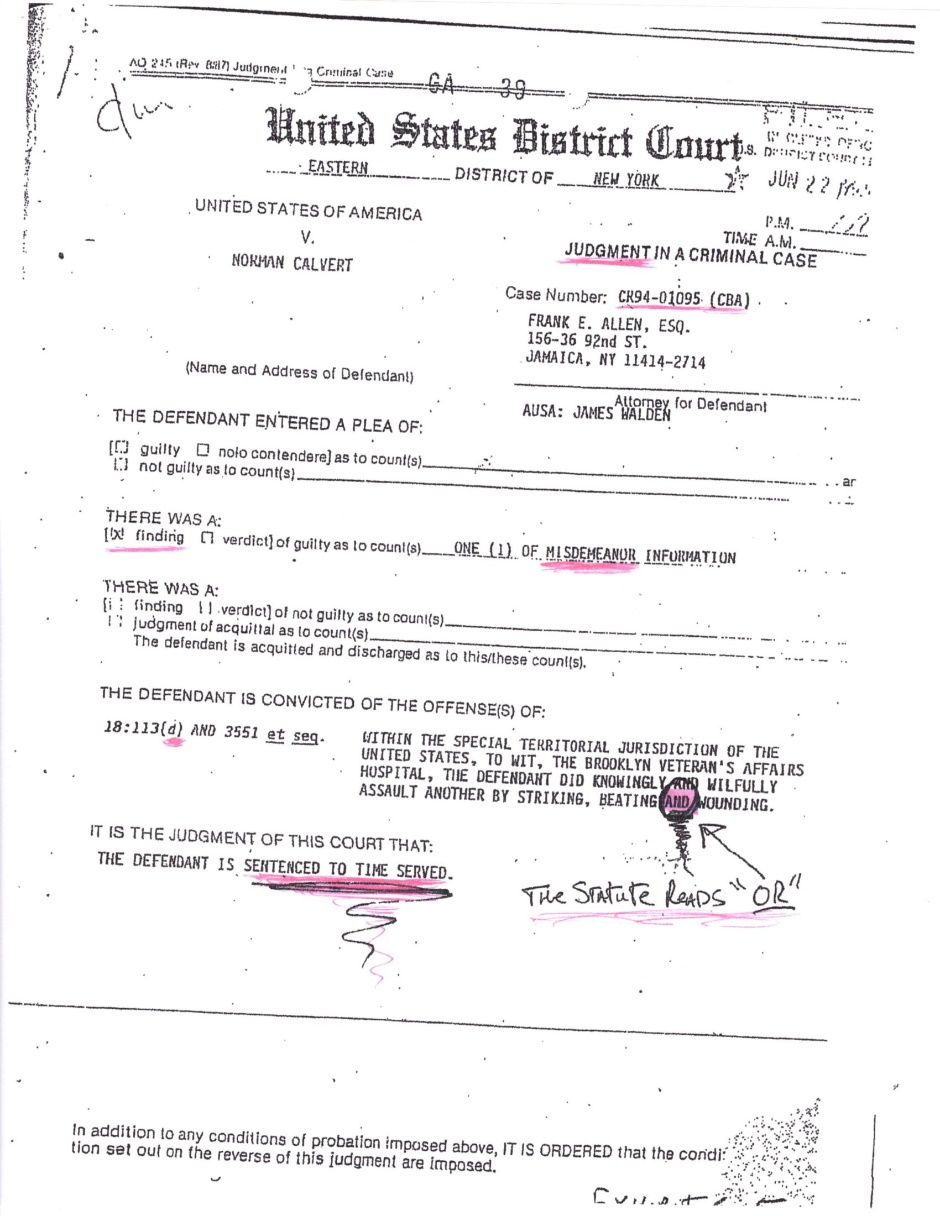 AO 245 (Rev. 8/87) Judgment Criminal Case
GA 39
United States District Court
U.S. DISTRICT COURT
EASTERN DISTRICT OF NEW YORK
JUN 22
P.M.
TIME A.M.
UNITED STATES OF AMERICA
V.
NORMAN CALVERT
JUDGMENT IN A CRIMINAL CASE
Case Number: CR94-01095 (CBA)
FRANK E. ALLEN, ESQ.
156-36 92nd ST.
JAMAICA, NY 11414-2714
(Name and Address of Defendant)
Attorney for Defendant
AUSA: JAMES WALDEN
THE DEFENDANT ENTERED A PLEA OF:
[☐ guilty ☐ nolo contendere] as to count(s)
☐ not guilty as to count(s)
THERE WAS A:
[☒ finding ☐ verdict] of guilty as to count(s) ONE (1) OF MISDEMEANOR INFORMATION
THERE WAS A:
[☐ finding ☐ verdict] of not guilty as to count(s)
☐ judgment of acquittal as to count(s)
The defendant is acquitted and discharged as to this/these count(s).
THE DEFENDANT IS CONVICTED OF THE OFFENSE(S) OF:
18:113(d) AND 3551 et seq. WITHIN THE SPECIAL TERRITORIAL JURISDICTION OF THE
UNITED STATES, TO WIT, THE BROOKLYN VETERAN'S AFFAIRS
HOSPITAL, THE DEFENDANT DID KNOWINGLY AND WILFULLY
ASSAULT ANOTHER BY STRIKING, BEATING AND WOUNDING.
IT IS THE JUDGMENT OF THIS COURT THAT:
THE DEFENDANT IS SENTENCED TO TIME SERVED.
THE STATUTE READS "OR"
In addition to any conditions of probation imposed above, IT IS ORDERED that the condi
tion set out on the reverse of this judgment are imposed.